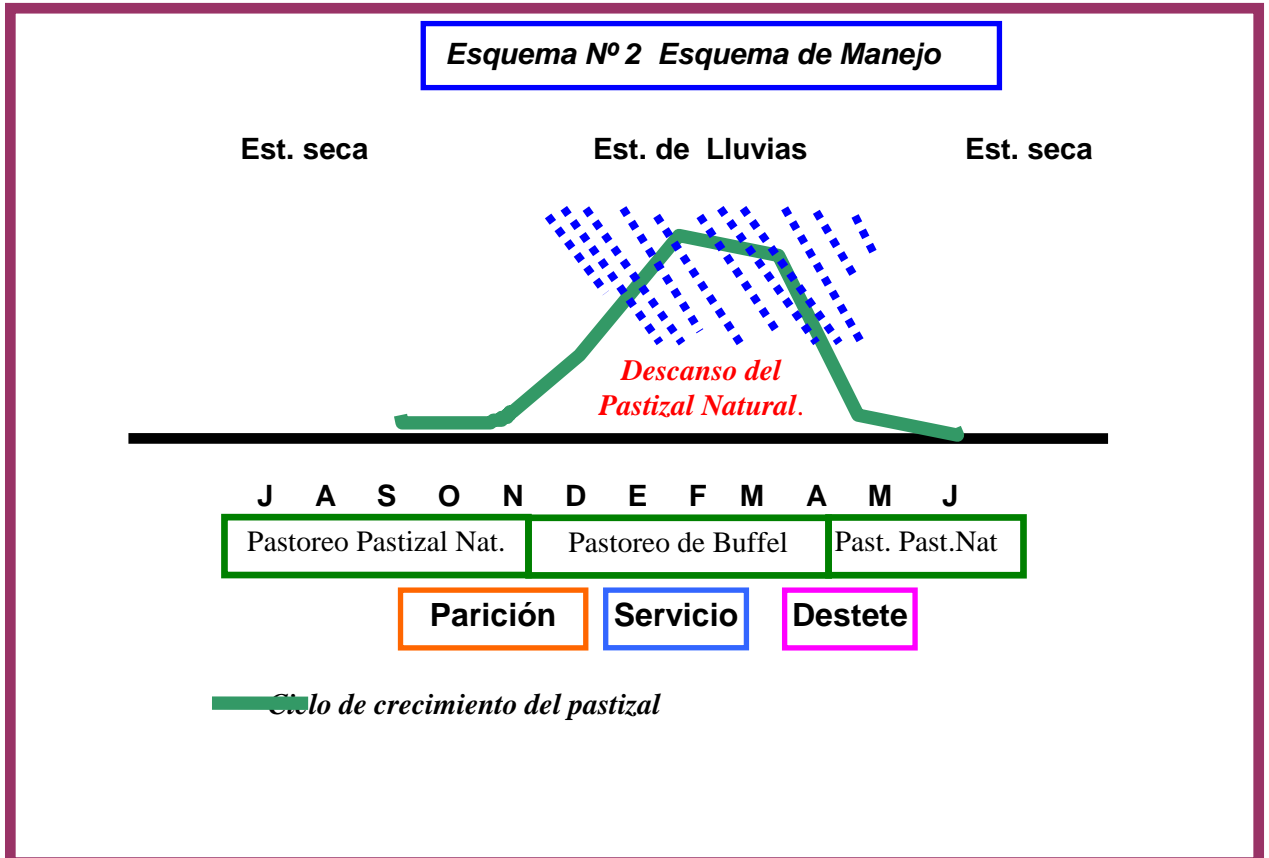 Esquema Nº 2 Esquema de Manejo
Est. seca Est. de Lluvias Est. seca
Descanso del
Pastizal Natural.
J A S O N D E F M A M J
Pastoreo Pastizal Nat. Pastoreo de Buffel Past. Past.Nat
Parición Servicio Destete
Ciclo de crecimiento del pastizal